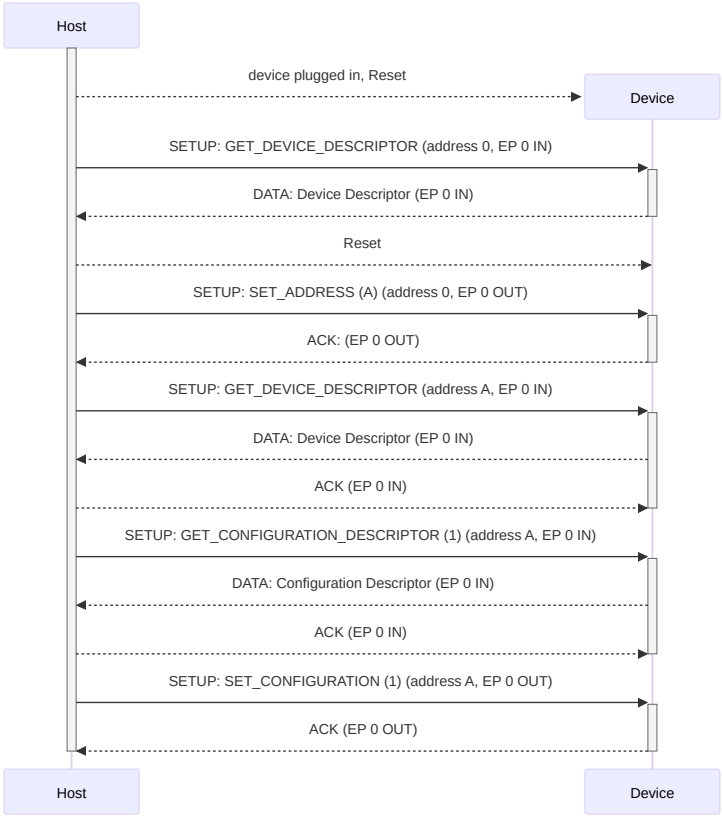 Host
device plugged in, Reset
Device
SETUP: GET_DEVICE_DESCRIPTOR (address 0, EP 0 IN)
DATA: Device Descriptor (EP 0 IN)
Reset
SETUP: SET_ADDRESS (A) (address 0, EP 0 OUT)
ACK: (EP 0 OUT)
SETUP: GET_DEVICE_DESCRIPTOR (address A, EP 0 IN)
DATA: Device Descriptor (EP 0 IN)
ACK (EP 0 IN)
SETUP: GET_CONFIGURATION_DESCRIPTOR (1) (address A, EP 0 IN)
DATA: Configuration Descriptor (EP 0 IN)
ACK (EP 0 IN)
SETUP: SET_CONFIGURATION (1) (address A, EP 0 OUT)
ACK (EP 0 OUT)
Host
Device